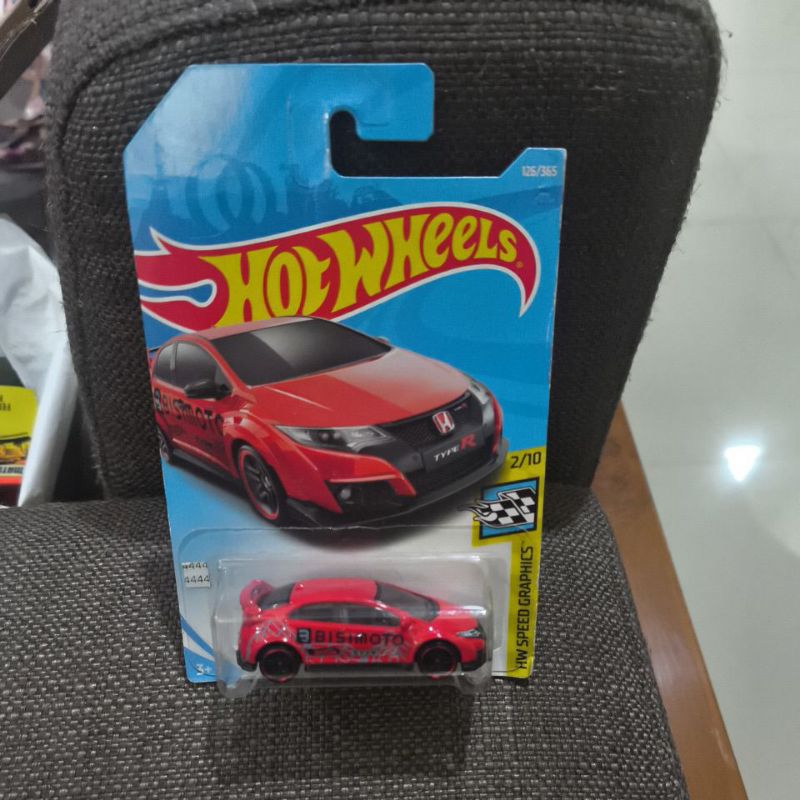 126/365
HOT WHEELS®
BISIMOTO
TYPE R
2/10
HW SPEED GRAPHICS
4444
4444
3+
BISIMOTO